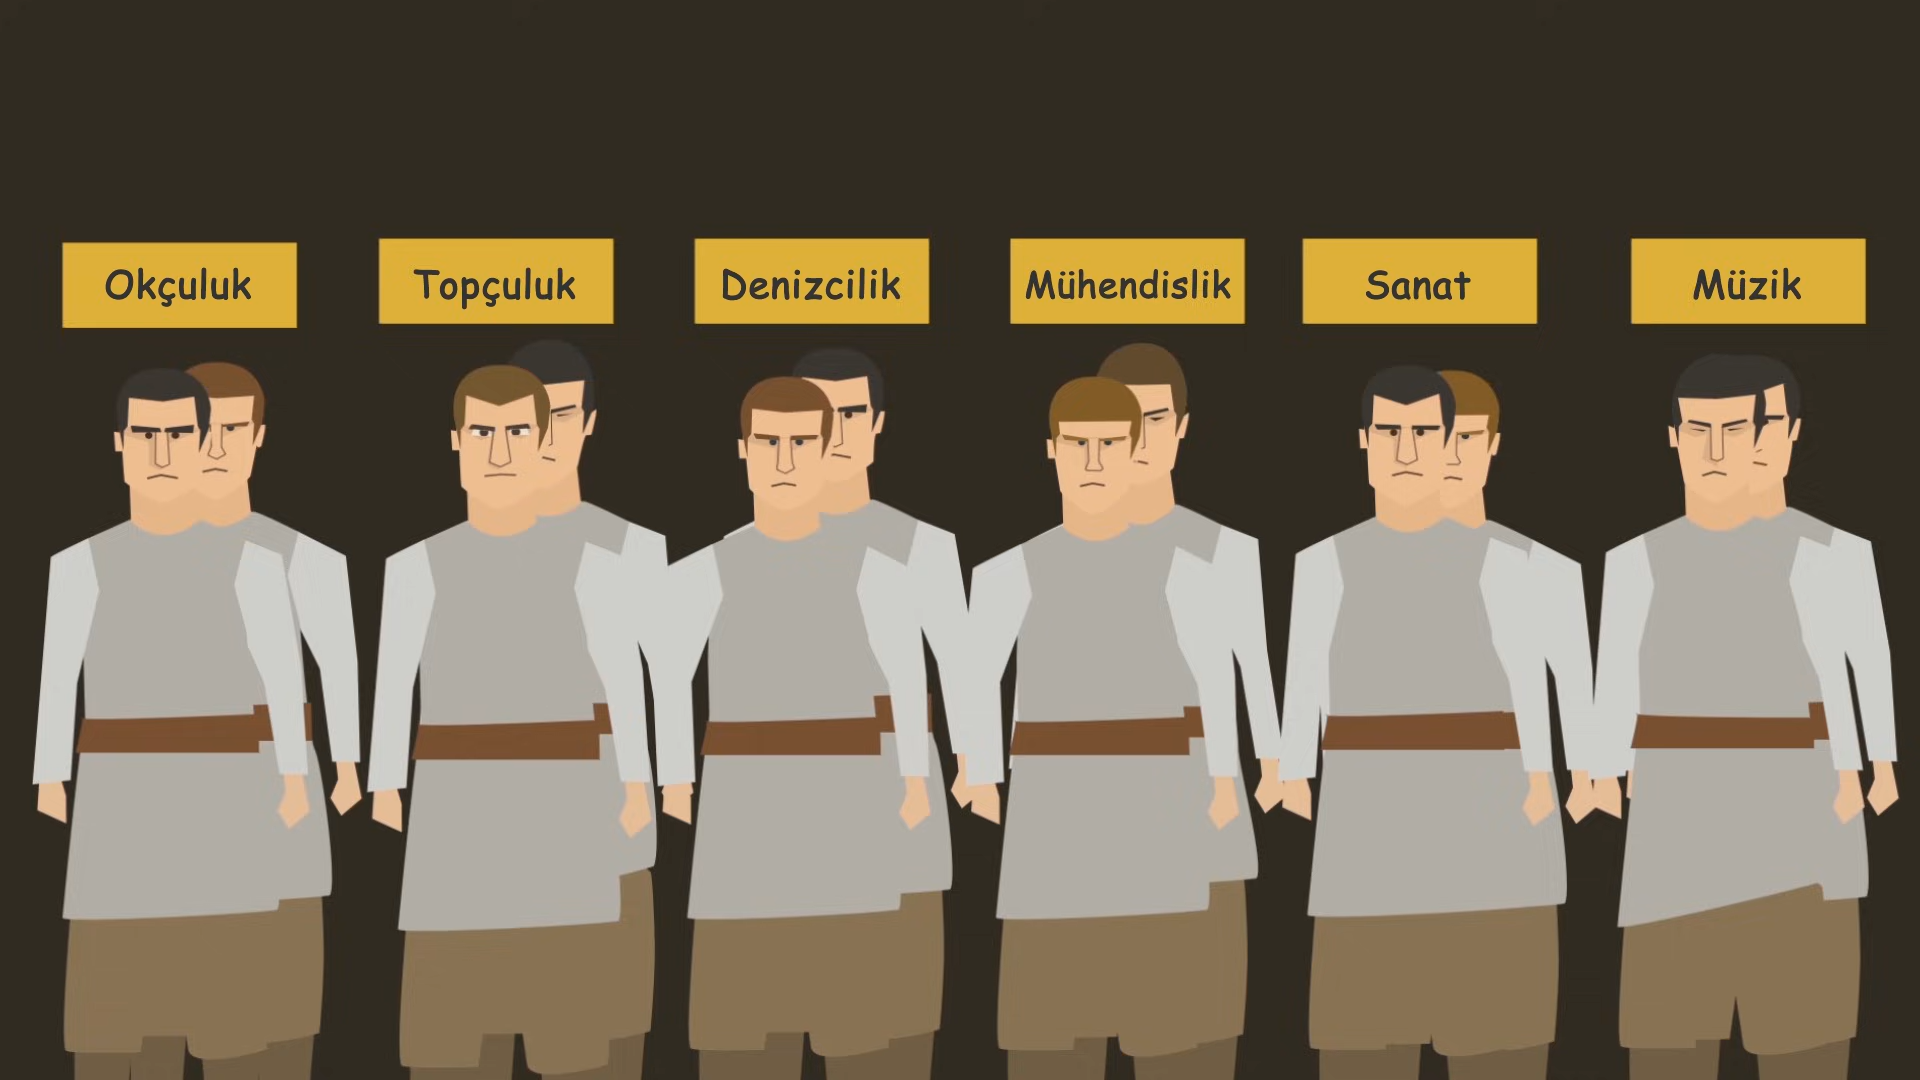 Okçuluk
Topçuluk
Denizcilik
Mühendislik
Sanat
Müzik